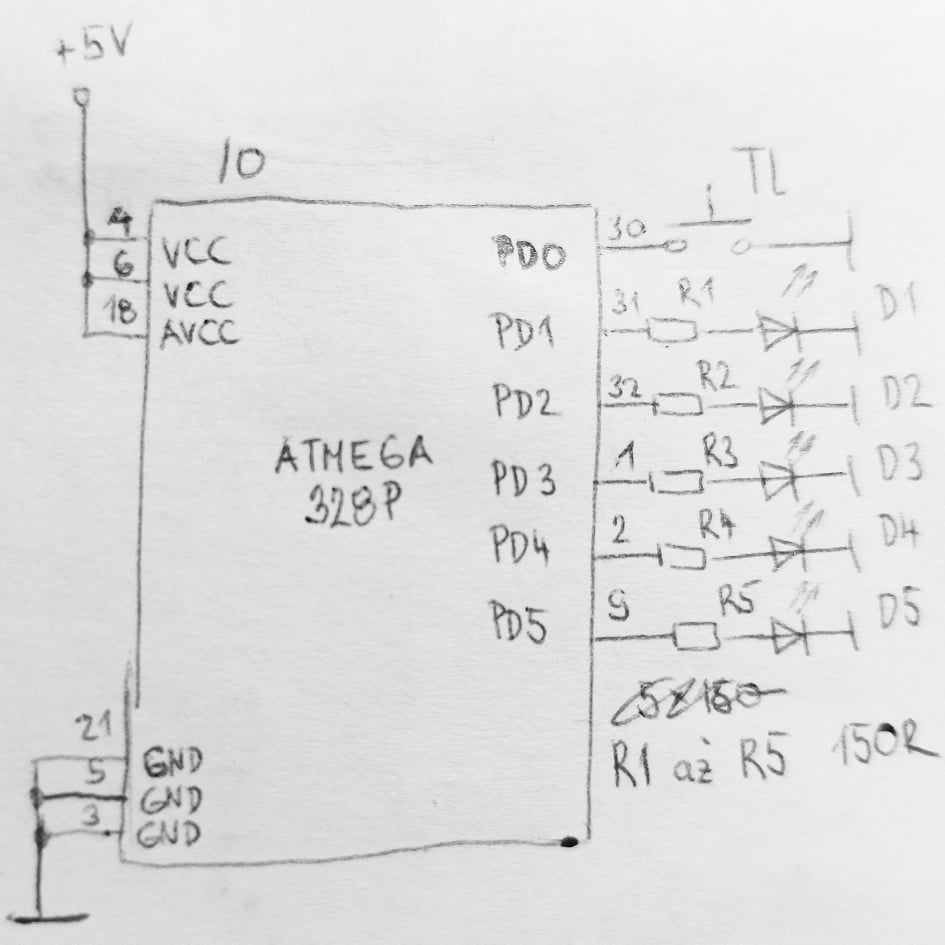 +5V
IO
TL
4
VCC
6
VCC
18
AVCC
PD0
30
PD1
31
R1
D1
PD2
32
R2
D2
ATMEGA
328P
PD3
1
R3
D3
PD4
2
R4
D4
PD5
9
R5
D5
5x150
R1 až R5 150R
21
GND
5
GND
3
GND